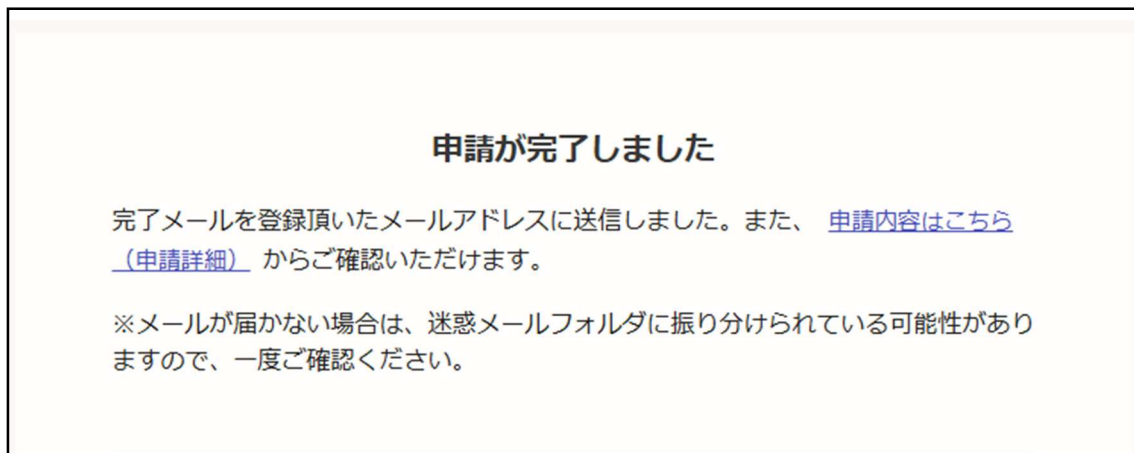 申請が完了しました
完了メールを登録頂いたメールアドレスに送信しました。また、 申請内容はこちら
（申請詳細） からご確認いただけます。
※メールが届かない場合は、迷惑メールフォルダに振り分けられている可能性があり
ますので、一度ご確認ください。